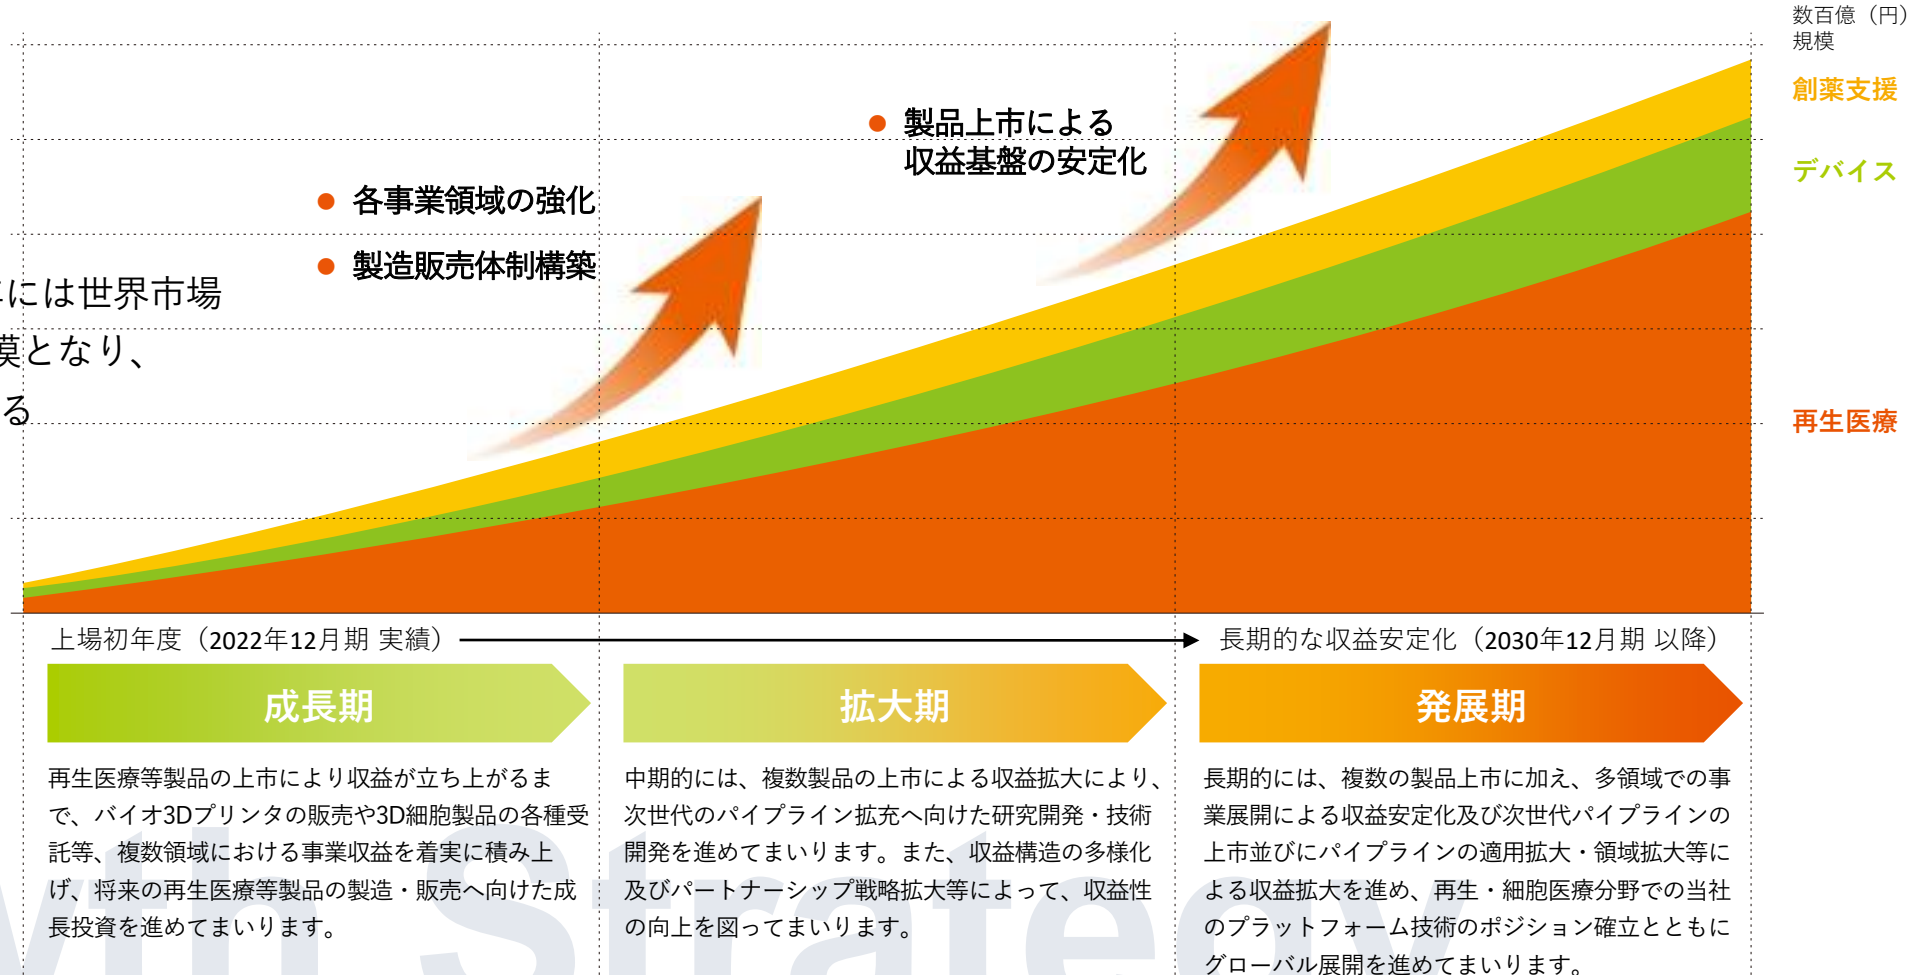 数百億（円）
規模
創薬支援
デバイス
再生医療
● 製品上市による
収益基盤の安定化
● 各事業領域の強化
● 製造販売体制構築
には世界市場
となり、
る
上場初年度（2022年12月期 実績）
長期的な収益安定化（2030年12月期 以降）
成長期
拡大期
発展期
再生医療等製品の上市により収益が立ち上がるま
で、バイオ3Dプリンタの販売や3D細胞製品の各種受
託等、複数領域における事業収益を着実に積み上
げ、将来の再生医療等製品の製造・販売へ向けた成
長投資を進めてまいります。
中期的には、複数製品の上市による収益拡大により、
次世代のパイプライン拡充へ向けた研究開発・技術
開発を進めてまいります。また、収益構造の多様化
及びパートナーシップ戦略拡大等によって、収益性
の向上を図ってまいります。
長期的には、複数の製品上市に加え、多領域での事
業展開による収益安定化及び次世代パイプラインの
上市並びにパイプラインの適用拡大・領域拡大等に
よる収益拡大を進め、再生・細胞医療分野での当社
のプラットフォーム技術のポジション確立とともに
グローバル展開を進めてまいります。
wth Strategy